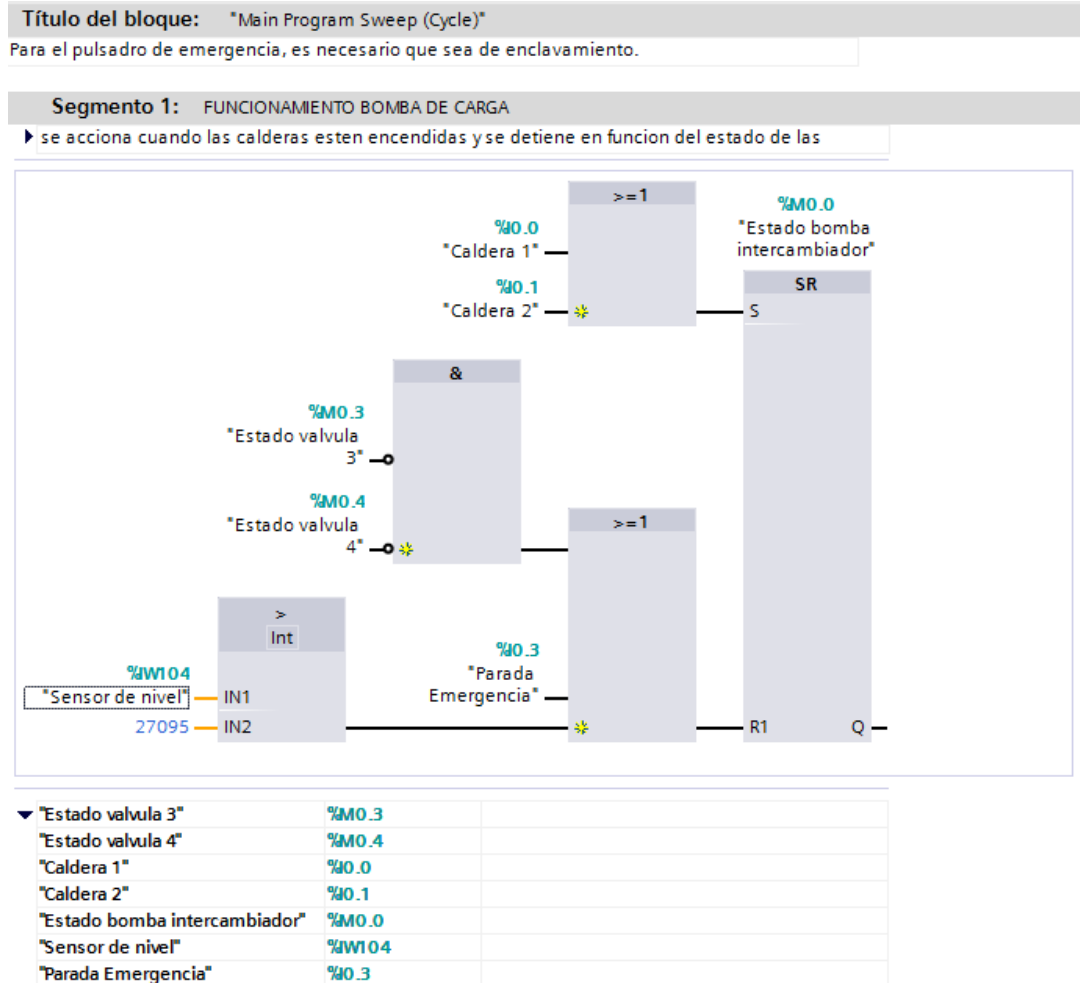 Título del bloque: "Main Program Sweep (Cycle)"
Para el pulsadro de emergencia, es necesario que sea de enclavamiento.
Segmento 1: FUNCIONAMIENTO BOMBA DE CARGA
se acciona cuando las calderas esten encendidas y se detiene en funcion del estado de las
>=1
%I0.0
"Caldera 1"
%I0.1
"Caldera 2"
%M0.0
"Estado bomba
intercambiador"
SR
S
&
%M0.3
"Estado valvula
3"
%M0.4
"Estado valvula
4"
>=1
>
Int
%IW104
"Sensor de nivel"
IN1
27095
IN2
%I0.3
"Parada
Emergencia"
R1 Q
"Estado valvula 3" %M0.3
"Estado valvula 4" %M0.4
"Caldera 1" %I0.0
"Caldera 2" %I0.1
"Estado bomba intercambiador" %M0.0
"Sensor de nivel" %IW104
"Parada Emergencia" %I0.3